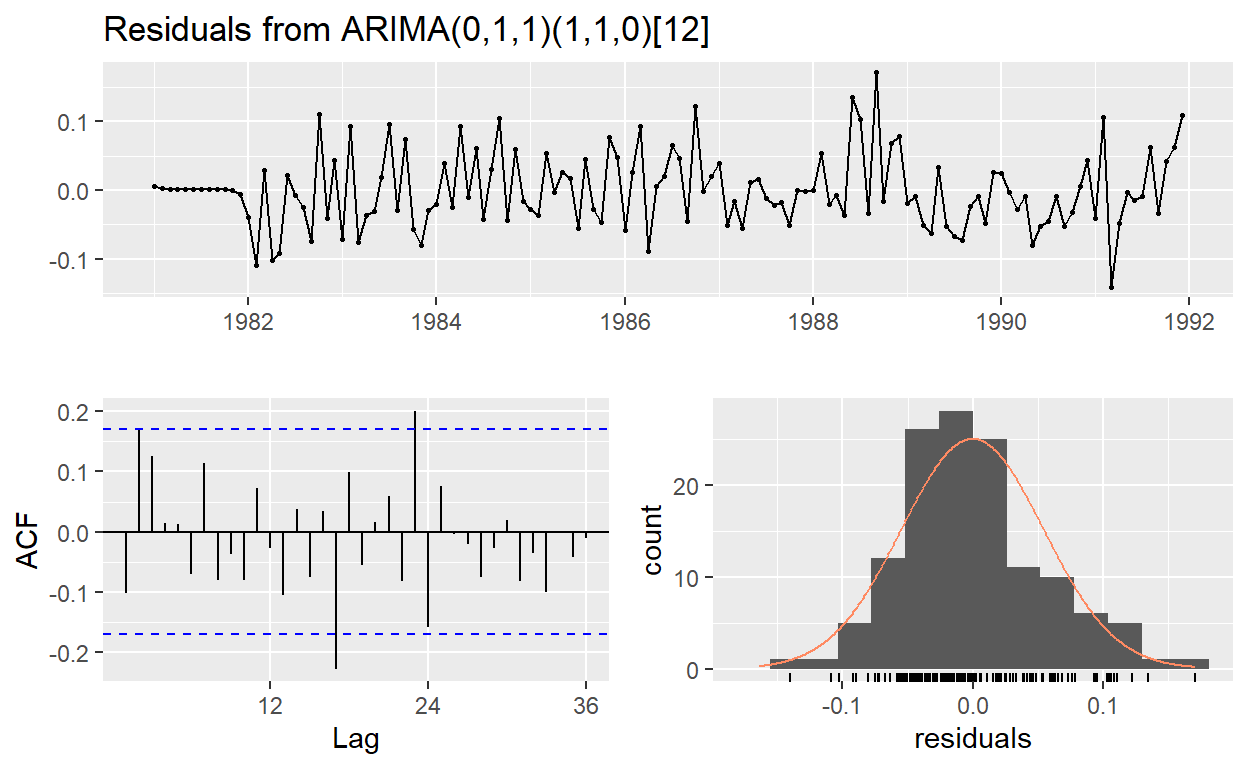 Residuals from ARIMA(0,1,1)(1,1,0)[12]
0.1
0.0
-0.1
1982 1984 1986 1988 1990 1992
0.2
0.1
0.0
-0.1
-0.2
ACF
12 24 36
Lag
20
10
0
count
-0.1 0.0 0.1
residuals